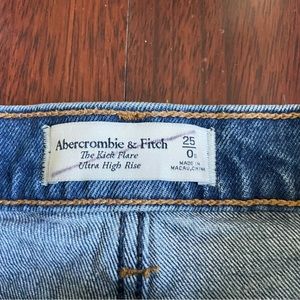 Abercrombie & Fitch
The Kick Flare
Ultra High Rise
25
0S
MADE IN
MACAU, CHINA